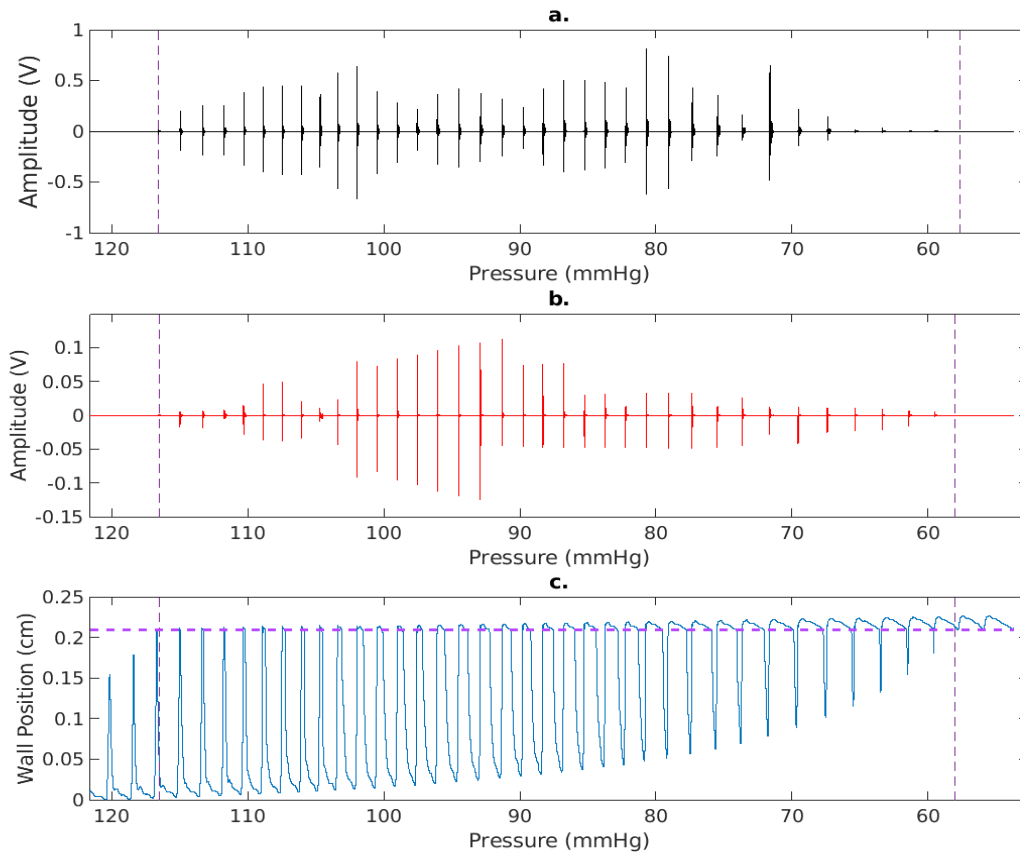 a.
1
0.5
0
-0.5
-1
Amplitude (V)
120 110 100 90 80 70 60
Pressure (mmHg)
b.
0.1
0.05
0
-0.05
-0.1
-0.15
Amplitude (V)
120 110 100 90 80 70 60
Pressure (mmHg)
c.
0.25
0.2
0.15
0.1
0.05
0
Wall Position (cm)
120 110 100 90 80 70 60
Pressure (mmHg)